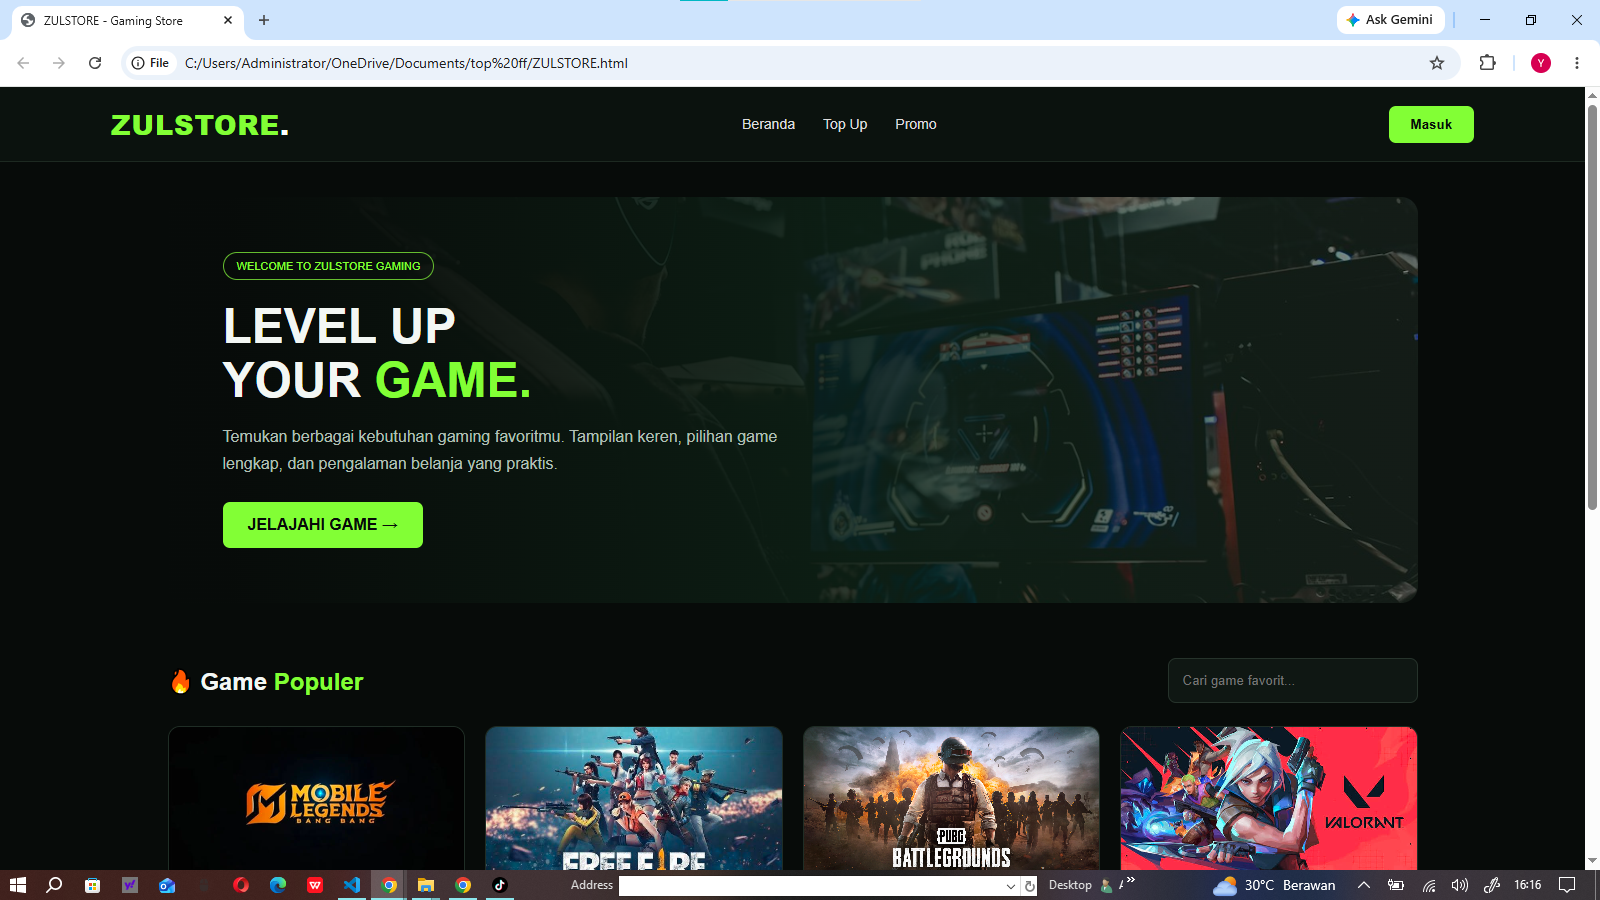 ZULSTORE - Gaming Store
Ask Gemini
File
C:/Users/Administrator/OneDrive/Documents/top%20ff/ZULSTORE.html
Y
ZULSTORE.
Beranda
Top Up
Promo
Masuk
WELCOME TO ZULSTORE GAMING
LEVEL UP
YOUR GAME.
Temukan berbagai kebutuhan gaming favoritmu. Tampilan keren, pilihan game
lengkap, dan pengalaman belanja yang praktis.
JELAJAHI GAME →
🔥 Game Populer
Cari game favorit...
MOBILE
LEGENDS
BANG BANG
FREE FIRE
PUBG
BATTLEGROUNDS
VALORANT
Address
Desktop
30°C Berawan
16:16